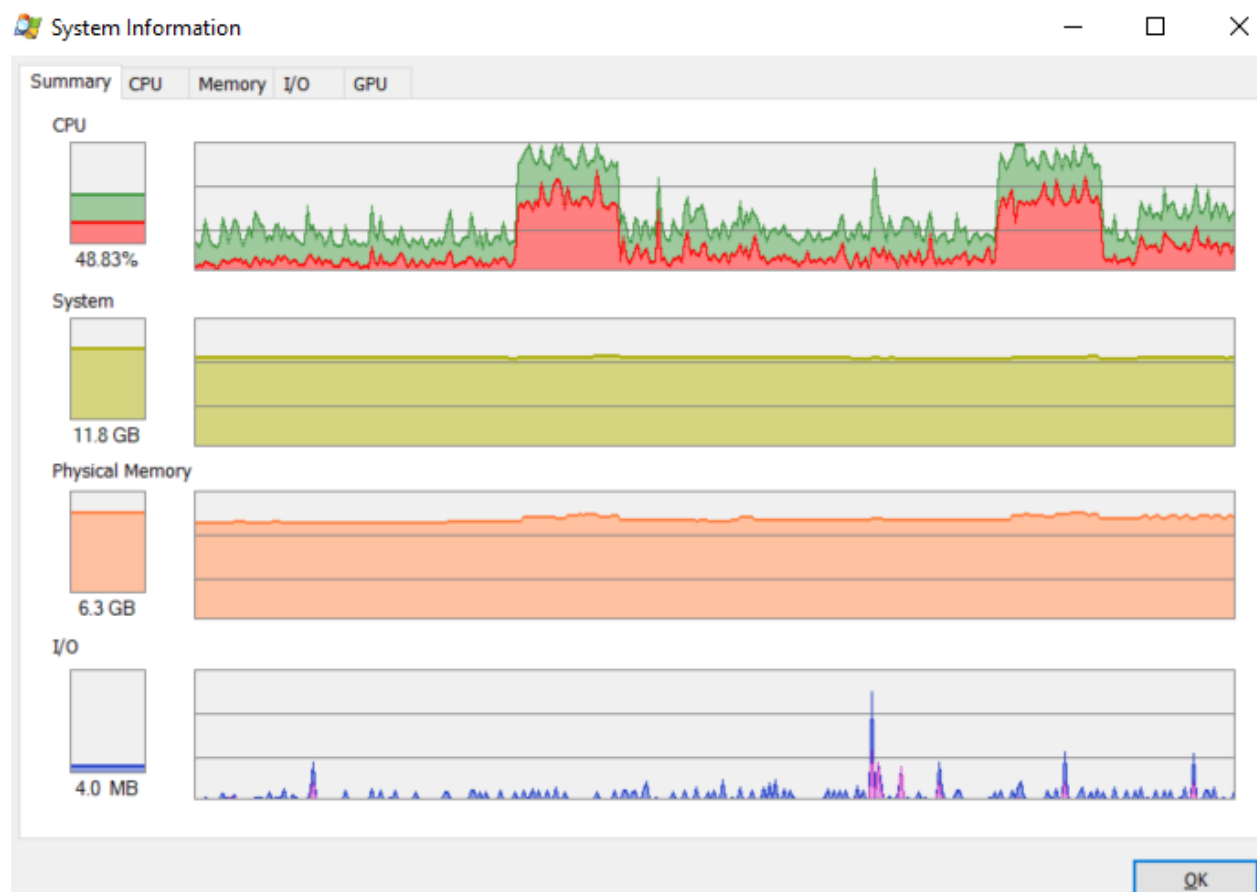 System Information
Summary CPU Memory I/O GPU
CPU
48.83%
System
11.8 GB
Physical Memory
6.3 GB
I/O
4.0 MB
OK